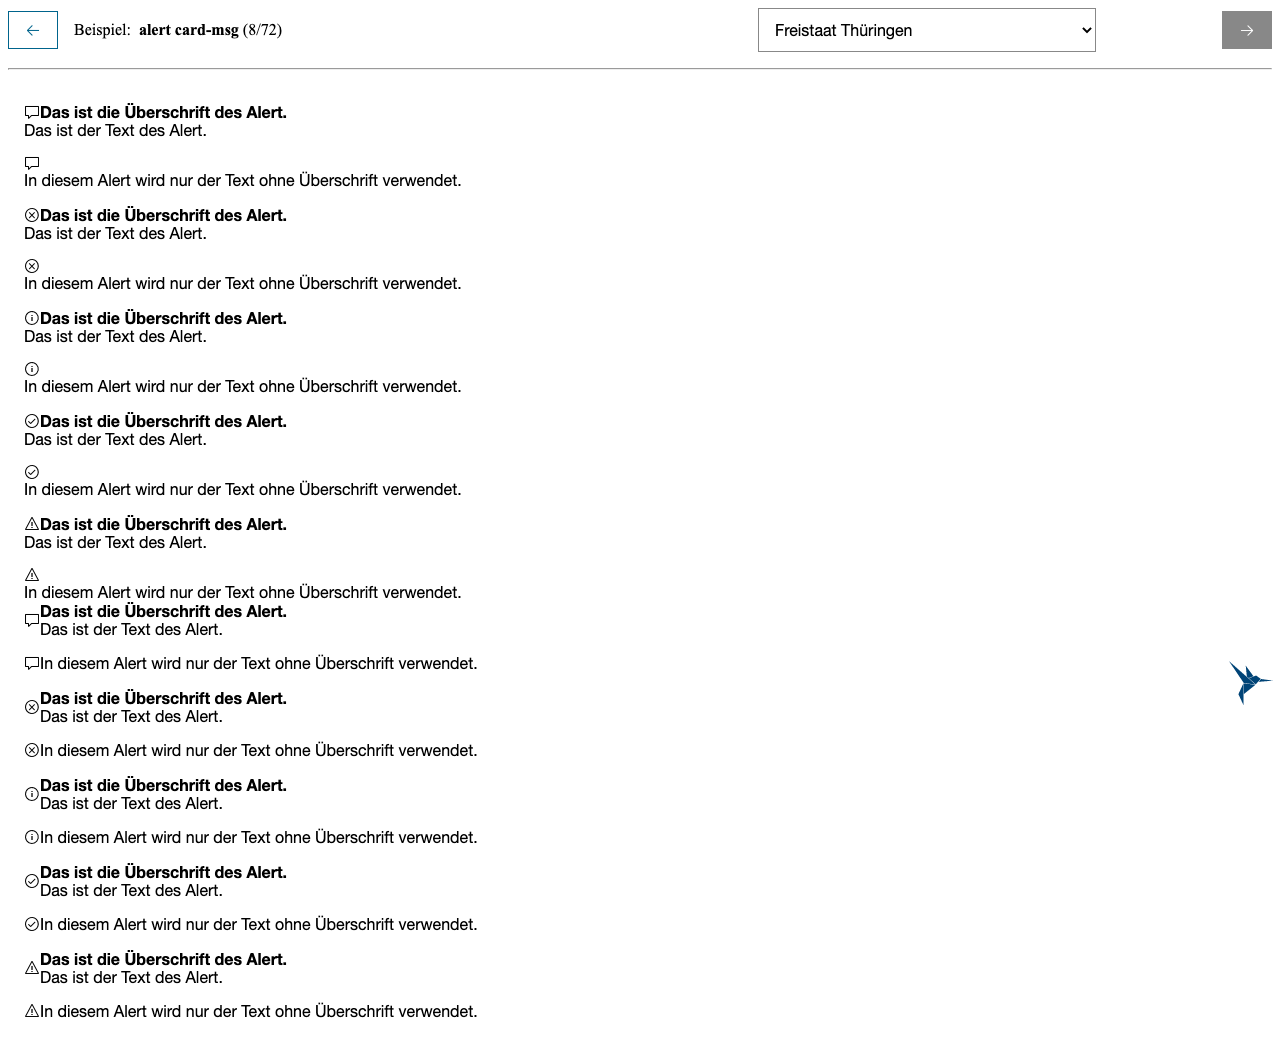 Beispiel: alert card-msg (8/72)
Freistaat Thüringen
Das ist die Überschrift des Alert.
Das ist der Text des Alert.
In diesem Alert wird nur der Text ohne Überschrift verwendet.
Das ist die Überschrift des Alert.
Das ist der Text des Alert.
In diesem Alert wird nur der Text ohne Überschrift verwendet.
Das ist die Überschrift des Alert.
Das ist der Text des Alert.
In diesem Alert wird nur der Text ohne Überschrift verwendet.
Das ist die Überschrift des Alert.
Das ist der Text des Alert.
In diesem Alert wird nur der Text ohne Überschrift verwendet.
Das ist die Überschrift des Alert.
Das ist der Text des Alert.
In diesem Alert wird nur der Text ohne Überschrift verwendet.
Das ist die Überschrift des Alert.
Das ist der Text des Alert.
In diesem Alert wird nur der Text ohne Überschrift verwendet.
Das ist die Überschrift des Alert.
Das ist der Text des Alert.
In diesem Alert wird nur der Text ohne Überschrift verwendet.
Das ist die Überschrift des Alert.
Das ist der Text des Alert.
In diesem Alert wird nur der Text ohne Überschrift verwendet.
Das ist die Überschrift des Alert.
Das ist der Text des Alert.
In diesem Alert wird nur der Text ohne Überschrift verwendet.
Das ist die Überschrift des Alert.
Das ist der Text des Alert.
In diesem Alert wird nur der Text ohne Überschrift verwendet.